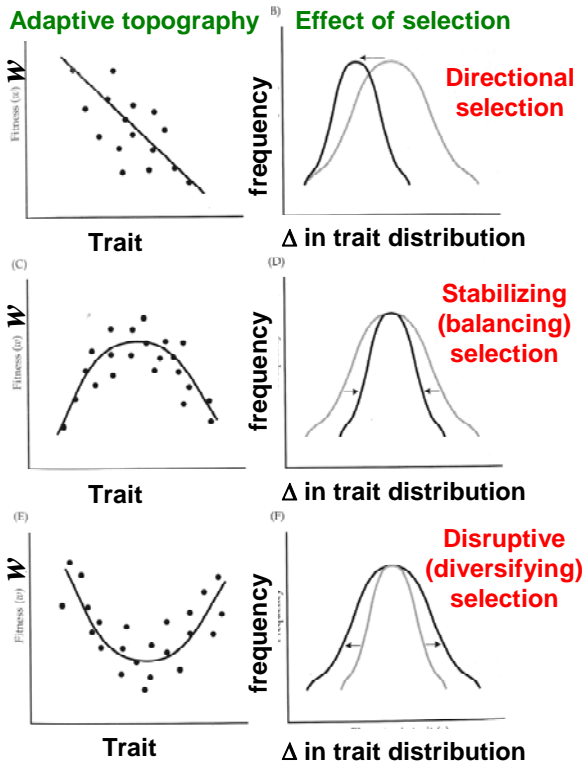 Adaptive topography
Effect of selection
B)
w
Fitness (w)
Trait
frequency
Directional
selection
Δ in trait distribution
(C)
w
Fitness (w)
Trait
(D)
frequency
Stabilizing
(balancing)
selection
Δ in trait distribution
(E)
w
Fitness (w)
Trait
(F)
frequency
Disruptive
(diversifying)
selection
Δ in trait distribution